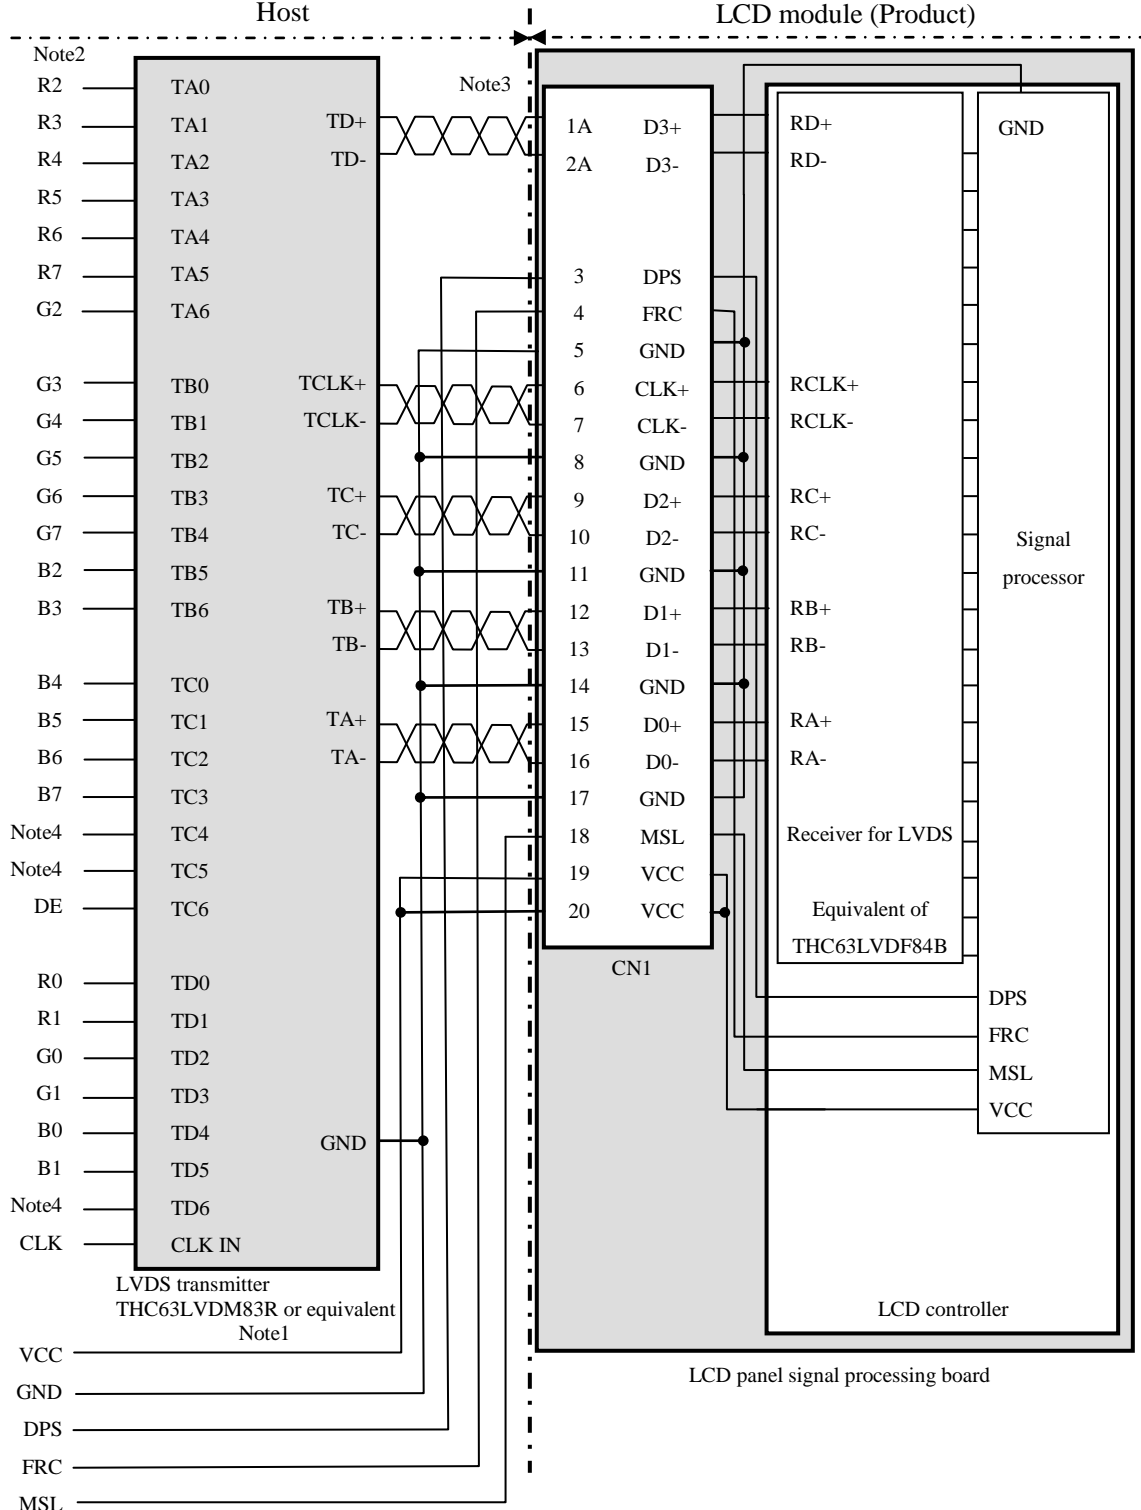 Host
LCD module (Product)
Note2
Note3
R2 TA0
R3 TA1 TD+ 1A D3+ RD+ GND
R4 TA2 TD- 2A D3- RD-
R5 TA3
R6 TA4
R7 TA5 3 DPS
G2 TA6 4 FRC
5 GND
G3 TB0 TCLK+ 6 CLK+ RCLK+
G4 TB1 TCLK- 7 CLK- RCLK-
G5 TB2 8 GND
G6 TB3 TC+ 9 D2+ RC+
G7 TB4 TC- 10 D2- RC- Signal
B2 TB5 11 GND processor
B3 TB6 TB+ 12 D1+ RB+
TB- 13 D1- RB-
B4 TC0 14 GND
B5 TC1 TA+ 15 D0+ RA+
B6 TC2 TA- 16 D0- RA-
B7 TC3 17 GND
Note4 TC4 18 MSL Receiver for LVDS
Note4 TC5 19 VCC
DE TC6 20 VCC Equivalent of
THC63LVDF84B
CN1
R0 TD0 DPS
R1 TD1 FRC
G0 TD2 MSL
G1 TD3 VCC
B0 TD4 GND
B1 TD5
Note4 TD6
CLK CLK IN
LVDS transmitter
THC63LVDM83R or equivalent
Note1
LCD controller
LCD panel signal processing board
VCC
GND
DPS
FRC
MSL